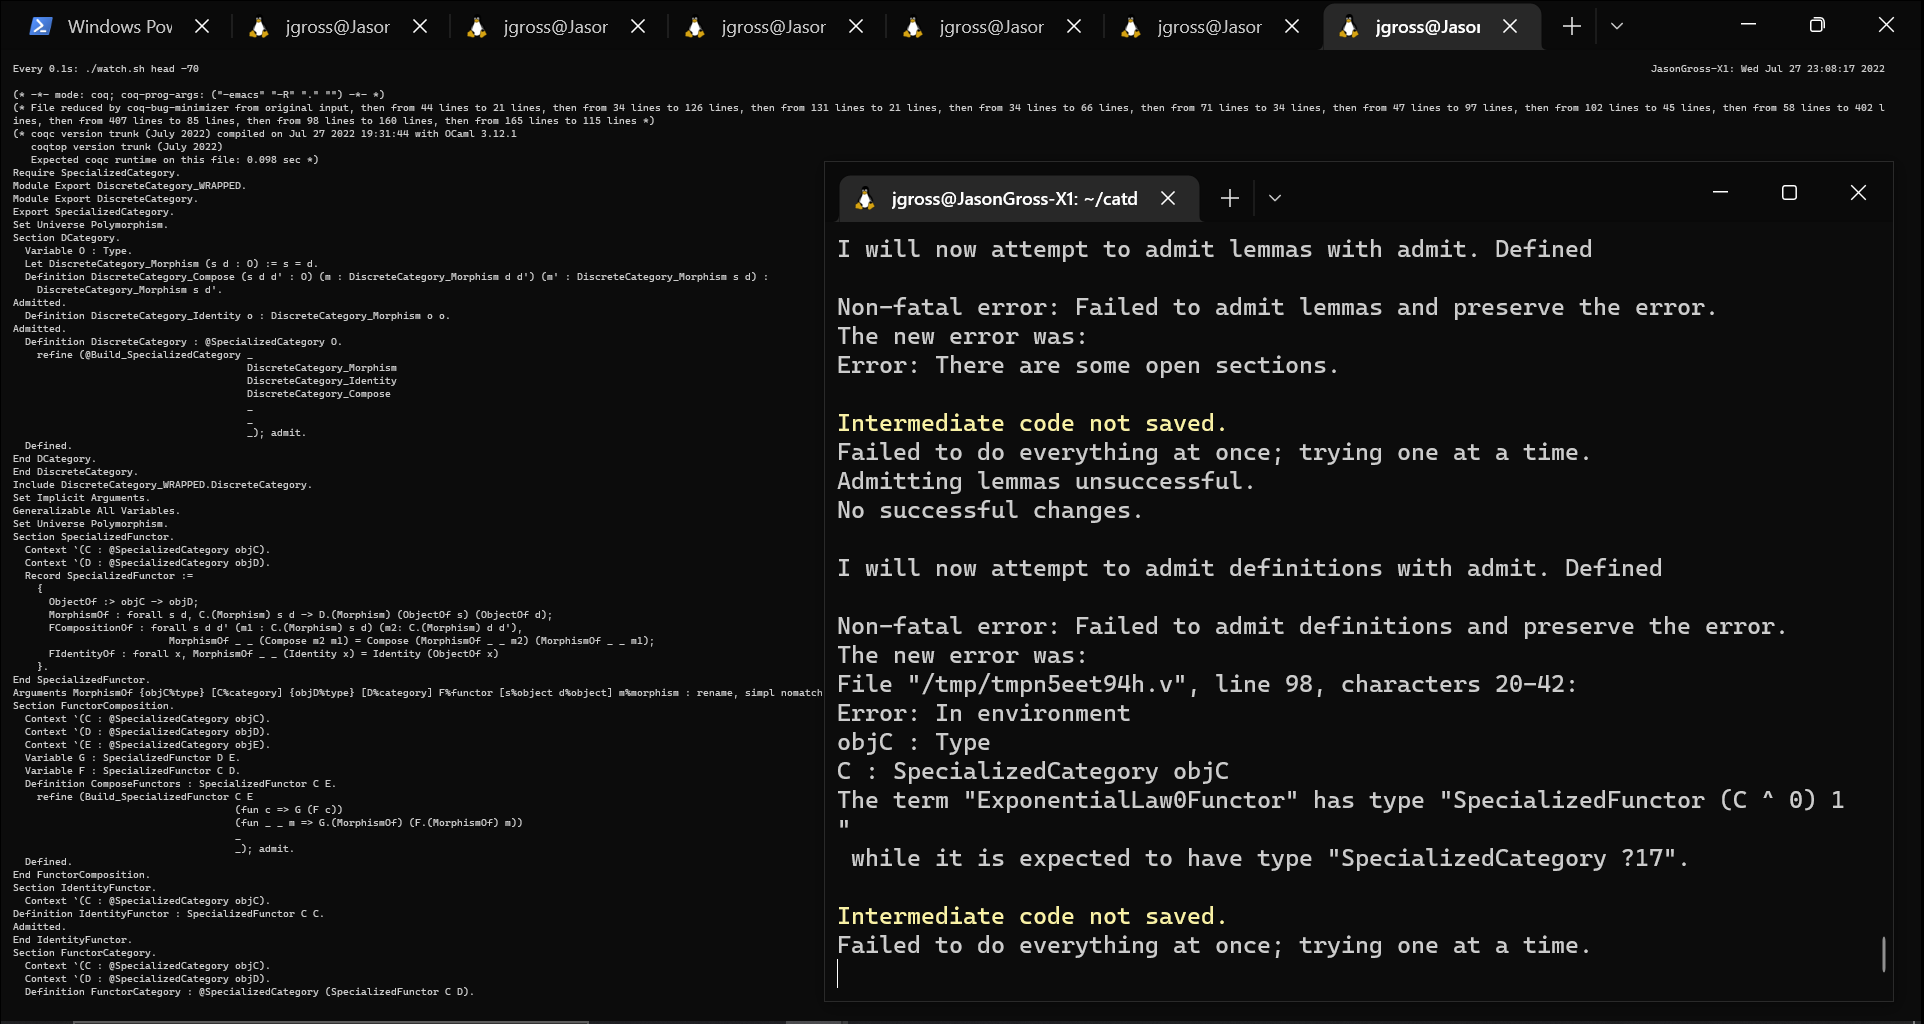 Windows Pow
jgross@Jason
jgross@Jason
jgross@Jason
jgross@Jason
jgross@Jason
jgross@Jason
Every 0.1s: ./watch.sh head -70
JasonGross-X1: Wed Jul 27 23:08:17 2022
(* -*- mode: coq; coq-prog-args: ("-emacs" "-R" "." "") -*- *)
(* File reduced by coq-bug-minimizer from original input, then from 44 lines to 21 lines, then from 34 lines to 126 lines, then from 131 lines to 21 lines, then from 34 lines to 66 lines, then from 71 lines to 34 lines, then from 47 lines to 97 lines, then from 102 lines to 45 lines, then from 58 lines to 402 l
ines, then from 407 lines to 85 lines, then from 98 lines to 160 lines, then from 165 lines to 115 lines *)
(* coqc version trunk (July 2022) compiled on Jul 27 2022 19:31:44 with OCaml 3.12.1
   coqtop version trunk (July 2022)
   Expected coqc runtime on this file: 0.098 sec *)
Require SpecializedCategory.
Module Export DiscreteCategory_WRAPPED.
Module Export DiscreteCategory.
Export SpecializedCategory.
Set Universe Polymorphism.
Section DCategory.
  Variable O : Type.
  Let DiscreteCategory_Morphism (s d : O) := s = d.
  Definition DiscreteCategory_Compose (s d d' : O) (m : DiscreteCategory_Morphism d d') (m' : DiscreteCategory_Morphism s d) :
    DiscreteCategory_Morphism s d'.
Admitted.
  Definition DiscreteCategory_Identity o : DiscreteCategory_Morphism o o.
Admitted.
  Definition DiscreteCategory : @SpecializedCategory O.
    refine (@Build_SpecializedCategory _
                                       DiscreteCategory_Morphism
                                       DiscreteCategory_Identity
                                       DiscreteCategory_Compose
                                       _
                                       _
                                       _); admit.
  Defined.
End DCategory.
End DiscreteCategory.
Include DiscreteCategory_WRAPPED.DiscreteCategory.
Set Implicit Arguments.
Generalizable All Variables.
Set Universe Polymorphism.
Section SpecializedFunctor.
  Context `(C : @SpecializedCategory objC).
  Context `(D : @SpecializedCategory objD).
  Record SpecializedFunctor :=
    {
      ObjectOf :> objC -> objD;
      MorphismOf : forall s d, C.(Morphism) s d -> D.(Morphism) (ObjectOf s) (ObjectOf d);
      FCompositionOf : forall s d d' (m1 : C.(Morphism) s d) (m2: C.(Morphism) d d'),
                          MorphismOf _ _ (Compose m2 m1) = Compose (MorphismOf _ _ m2) (MorphismOf _ _ m1);
      FIdentityOf : forall x, MorphismOf _ _ (Identity x) = Identity (ObjectOf x)
    }.
End SpecializedFunctor.
Arguments MorphismOf {objC%type} [C%category] {objD%type} [D%category] F%functor [s%object d%object] m%morphism : rename, simpl nomatch
Section FunctorComposition.
  Context `(C : @SpecializedCategory objC).
  Context `(D : @SpecializedCategory objD).
  Context `(E : @SpecializedCategory objE).
  Variable G : SpecializedFunctor D E.
  Variable F : SpecializedFunctor C D.
  Definition ComposeFunctors : SpecializedFunctor C E.
    refine (Build_SpecializedFunctor C E
                                     (fun c => G (F c))
                                     (fun _ _ m => G.(MorphismOf) (F.(MorphismOf) m))
                                     _
                                     _); admit.
  Defined.
End FunctorComposition.
Section IdentityFunctor.
  Context `(C : @SpecializedCategory objC).
Definition IdentityFunctor : SpecializedFunctor C C.
Admitted.
End IdentityFunctor.
Section FunctorCategory.
  Context `(C : @SpecializedCategory objC).
  Context `(D : @SpecializedCategory objD).
  Definition FunctorCategory : @SpecializedCategory (SpecializedFunctor C D).
jgross@JasonGross-X1: ~/catd
I will now attempt to admit lemmas with admit. Defined
Non-fatal error: Failed to admit lemmas and preserve the error.
The new error was:
Error: There are some open sections.
Intermediate code not saved.
Failed to do everything at once; trying one at a time.
Admitting lemmas unsuccessful.
No successful changes.
I will now attempt to admit definitions with admit. Defined
Non-fatal error: Failed to admit definitions and preserve the error.
The new error was:
File "/tmp/tmpn5eet94h.v", line 98, characters 20-42:
Error: In environment
objC : Type
C : SpecializedCategory objC
The term "ExponentialLaw0Functor" has type "SpecializedFunctor (C ^ 0) 1
"
 while it is expected to have type "SpecializedCategory ?17".
Intermediate code not saved.
Failed to do everything at once; trying one at a time.